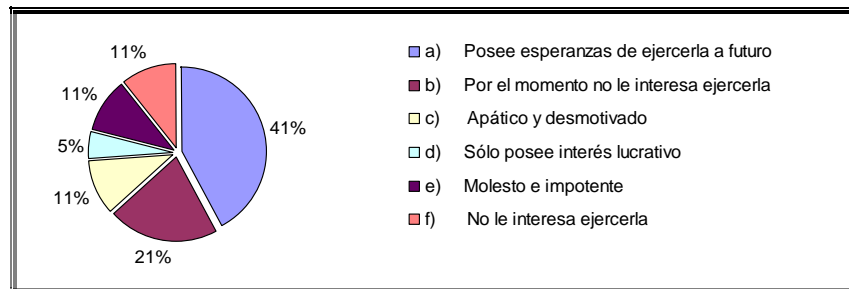 11%
11%
41%
5%
11%
21%
a) Posee esperanzas de ejercerla a futuro
b) Por el momento no le interesa ejercerla
c) Apático y desmotivado
d) Sólo posee interés lucrativo
e) Molesto e impotente
f) No le interesa ejercerla